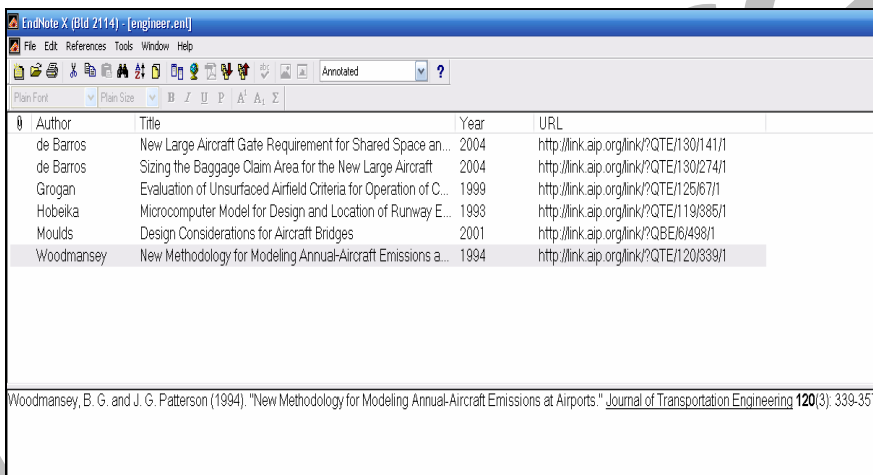 EndNote X (Bld 2114) - [engineer.enl]
File Edit References Tools Window Help
Annotated ?
Plain Font Plain Size B I U P A¹ A₁ Σ
Author Title Year URL
de Barros New Large Aircraft Gate Requirement for Shared Space an... 2004 http://link.aip.org/link/?QTE/130/141/1
de Barros Sizing the Baggage Claim Area for the New Large Aircraft 2004 http://link.aip.org/link/?QTE/130/274/1
Grogan Evaluation of Unsurfaced Airfield Criteria for Operation of C... 1999 http://link.aip.org/link/?QTE/125/67/1
Hobeika Microcomputer Model for Design and Location of Runway E... 1993 http://link.aip.org/link/?QTE/119/385/1
Moulds Design Considerations for Aircraft Bridges 2001 http://link.aip.org/link/?QBE/6/498/1
Woodmansey New Methodology for Modeling Annual-Aircraft Emissions a... 1994 http://link.aip.org/link/?QTE/120/339/1
Woodmansey, B. G. and J. G. Patterson (1994). "New Methodology for Modeling Annual-Aircraft Emissions at Airports." Journal of Transportation Engineering 120(3): 339-35